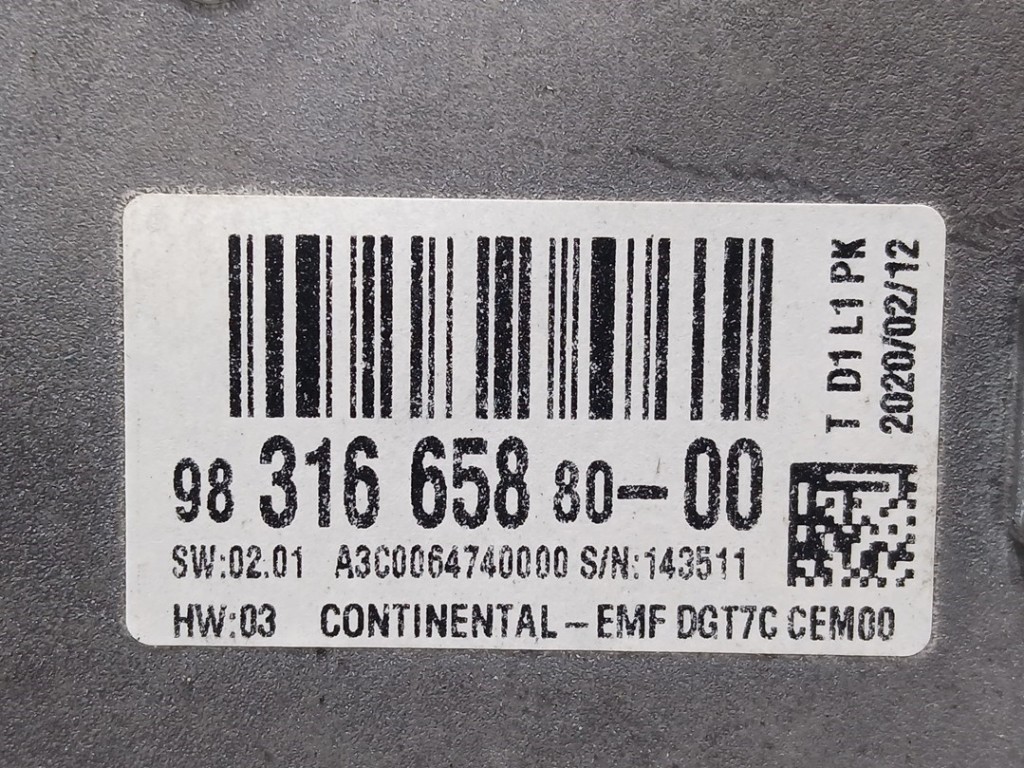 98 316 658 80-00
SW:02.01 A3C0064740000 S/N:143511
HW:03 CONTINENTAL-EMF DGT7C CEM00
T D1 L1 PK
2020/02/12